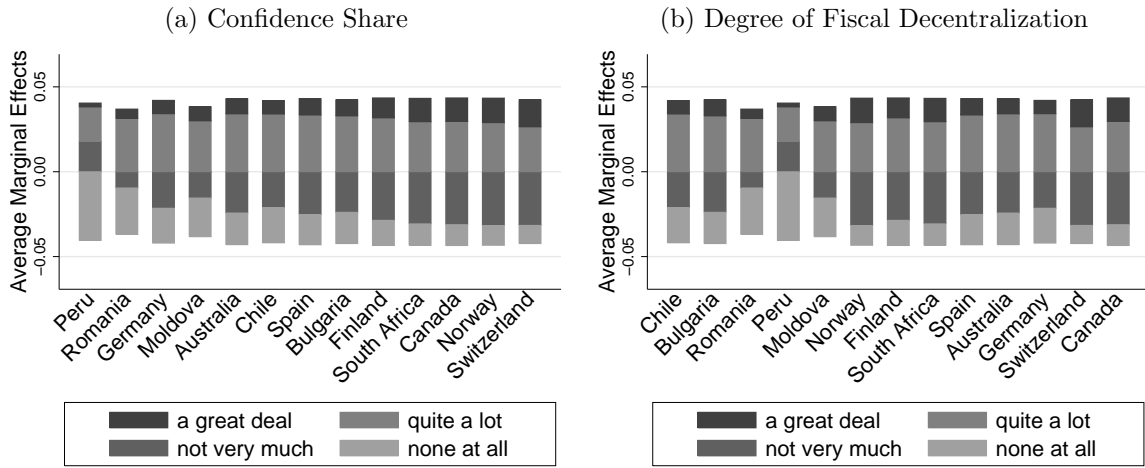 (a) Confidence Share
Average Marginal Effects
0.05
0.00
−0.05
Peru
Romania
Germany
Moldova
Australia
Chile
Spain
Bulgaria
Finland
South Africa
Canada
Norway
Switzerland
a great deal
quite a lot
not very much
none at all
(b) Degree of Fiscal Decentralization
Average Marginal Effects
0.05
0.00
−0.05
Chile
Bulgaria
Romania
Peru
Moldova
Norway
Finland
South Africa
Spain
Australia
Germany
Switzerland
Canada
a great deal
quite a lot
not very much
none at all